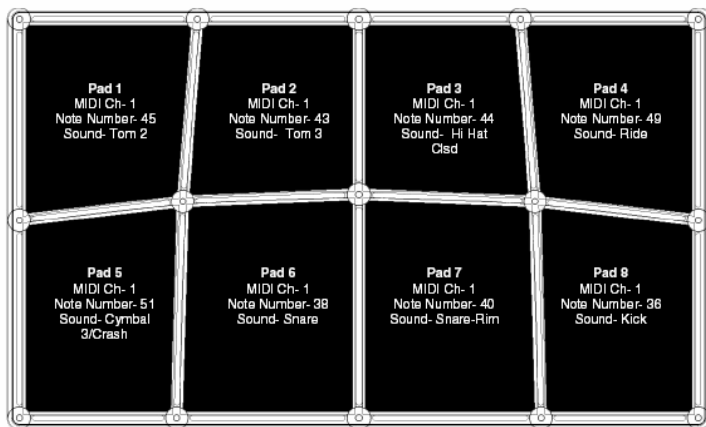 Pad 1
MIDI Ch- 1
Note Number- 45
Sound- Tom 2
Pad 2
MIDI Ch- 1
Note Number- 43
Sound- Tom 3
Pad 3
MIDI Ch- 1
Note Number- 44
Sound- Hi Hat
Clsd
Pad 4
MIDI Ch- 1
Note Number- 49
Sound- Ride
Pad 5
MIDI Ch- 1
Note Number- 51
Sound- Cymbal
3/Crash
Pad 6
MIDI Ch- 1
Note Number- 38
Sound- Snare
Pad 7
MIDI Ch- 1
Note Number- 40
Sound- Snare-Rim
Pad 8
MIDI Ch- 1
Note Number- 36
Sound- Kick